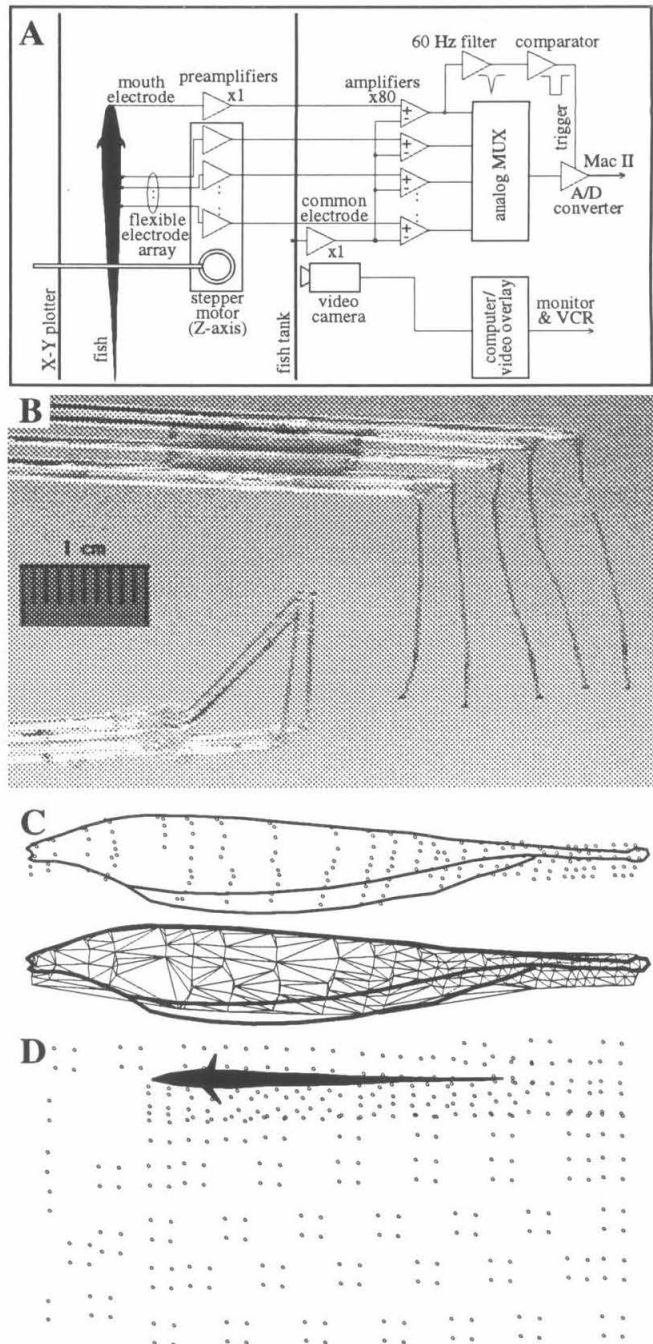 A
60 Hz filter
comparator
mouth
electrode
preamplifiers
x1
amplifiers
x80
+
-
+
-
+
-
+
-
trigger
analog MUX
Mac II
A/D
converter
flexible
electrode
array
common
electrode
x1
stepper
motor
(Z-axis)
video
camera
computer/
video overlay
monitor
& VCR
X-Y plotter
fish
fish tank
B
1 cm
C
D